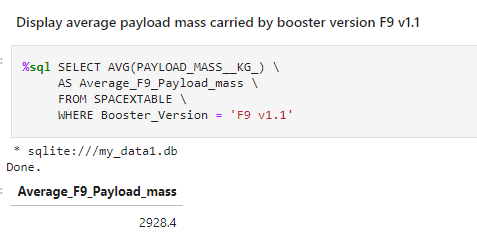 Display average payload mass carried by booster version F9 v1.1
%sql SELECT AVG(PAYLOAD_MASS__KG_) \
AS Average_F9_Payload_mass \
FROM SPACEXTABLE \
WHERE Booster_Version = 'F9 v1.1'
* sqlite:///my_data1.db
Done.
Average_F9_Payload_mass
2928.4